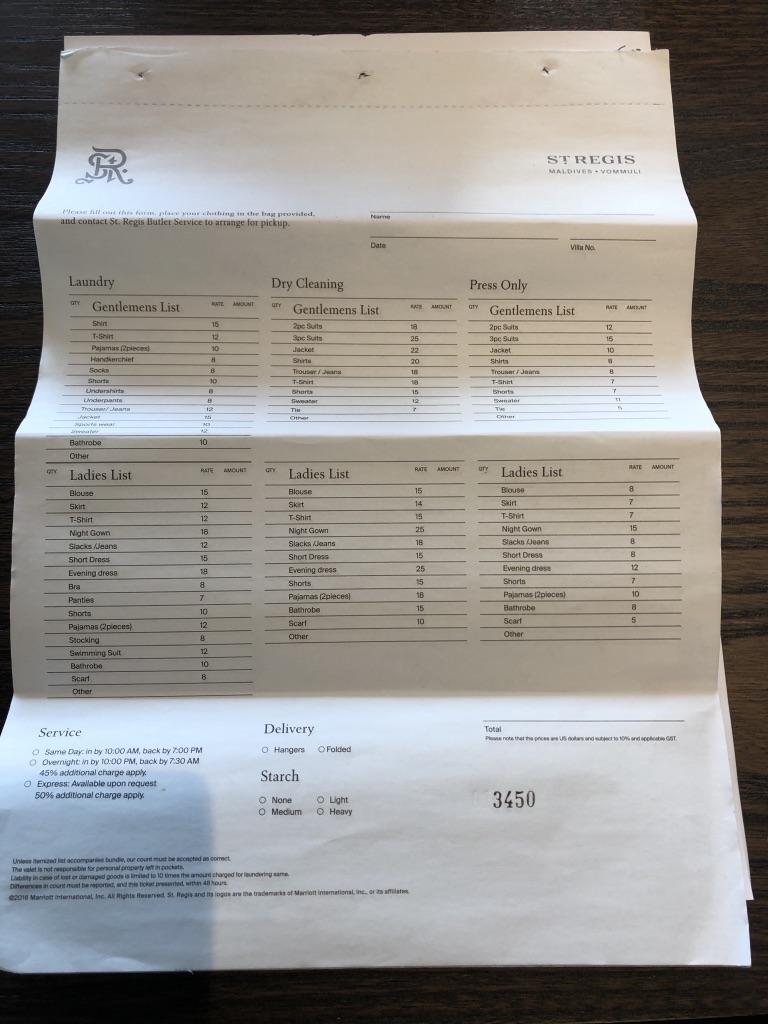 STREGIS
MALDIVES • VOMMULI
Please fill out this form, place your clothing in the bag provided,
and contact St. Regis Butler Service to arrange for pickup.
Name
Date
Villa No.
Laundry
QTY Gentlemens List RATE AMOUNT
Shirt 15
T-Shirt 12
Pajamas (2pieces) 10
Handkerchief 8
Socks 8
Shorts 10
Undershirts 8
Underpants 8
Trouser/ Jeans 12
Jacket 15
Sports wear 10
Sweater 12
Bathrobe 10
Other
QTY Ladies List RATE AMOUNT
Blouse 15
Skirt 12
T-Shirt 12
Night Gown 18
Slacks /Jeans 12
Short Dress 15
Evening dress 18
Bra 8
Panties 7
Shorts 10
Pajamas (2pieces) 12
Stocking 8
Swimming Suit 12
Bathrobe 10
Scarf 8
Other
Dry Cleaning
QTY Gentlemens List RATE AMOUNT
2pc Suits 18
3pc Suits 25
Jacket 22
Shirts 20
Trouser / Jeans 18
T-Shirt 18
Shorts 15
Sweater 12
Tie 7
Other
QTY Ladies List RATE AMOUNT
Blouse 15
Skirt 14
T-Shirt 15
Night Gown 25
Slacks /Jeans 18
Short Dress 15
Evening dress 25
Shorts 15
Pajamas (2pieces) 18
Bathrobe 15
Scarf 10
Other
Press Only
QTY Gentlemens List RATE AMOUNT
2pc Suits 12
3pc Suits 15
Jacket 10
Shirts 8
Trouser / Jeans 8
T-Shirt 7
Shorts 7
Sweater 11
Tie 5
Other
QTY Ladies List RATE AMOUNT
Blouse 8
Skirt 7
T-Shirt 7
Night Gown 15
Slacks /Jeans 8
Short Dress 8
Evening dress 12
Shorts 7
Pajamas (2pieces) 10
Bathrobe 8
Scarf 5
Other
Service
Same Day: in by 10:00 AM, back by 7:00 PM
Overnight: in by 10:00 PM, back by 7:30 AM
45% additional charge apply.
Express: Available upon request
50% additional charge apply.
Delivery
Hangers Folded
Starch
None Light
Medium Heavy
Total
Please note that the prices are US dollars and subject to 10% and applicable GST.
3450
Unless itemized list accompanies bundle, our count must be accepted as correct.
The valet is not responsible for personal property left in pockets.
Liability in case of lost or damaged goods is limited to 10 times the amount charged for laundering same.
Differences in count must be reported, and this ticket presented, within 48 hours.
©2016 Marriott International, Inc. All Rights Reserved. St. Regis and its logos are the trademarks of Marriott International, Inc., or its affiliates.